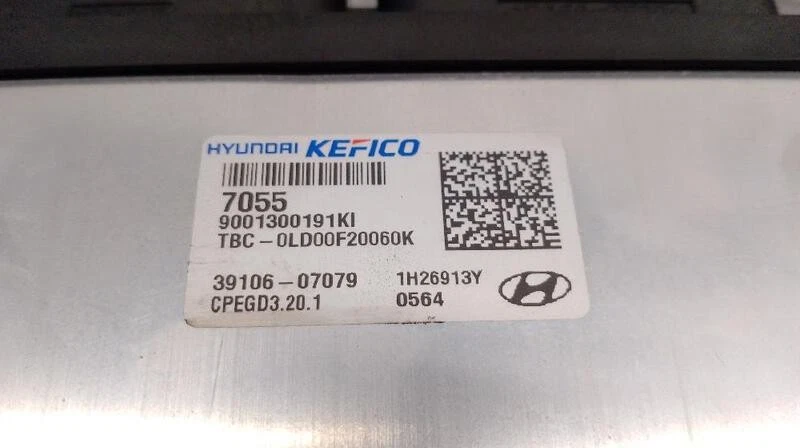 HYUNDAI KEFICO
7055
9001300191KI
TBC-0LD00F20060K
39106-07079 1H26913Y
CPEGD3.20.1 0564